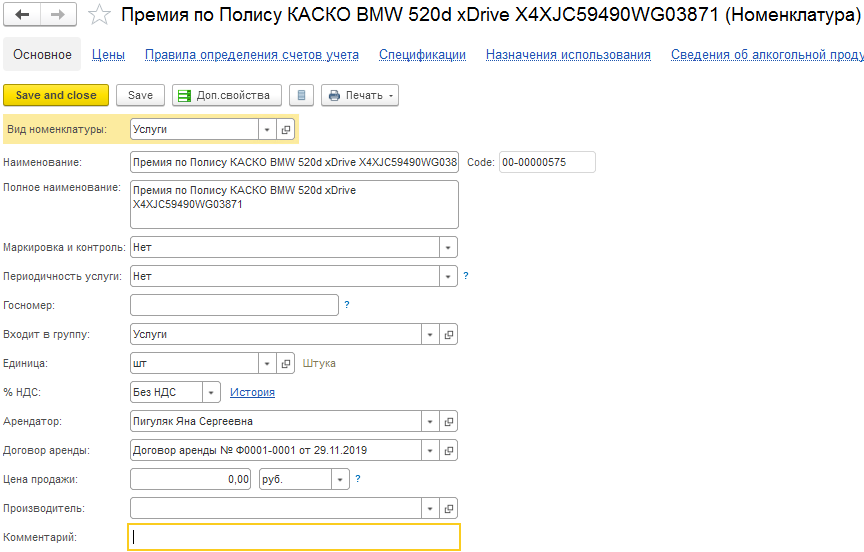 Премия по Полису КАСКО BMW 520d xDrive X4XJC59490WG03871 (Номенклатура)
Основное Цены Правила определения счетов учета Спецификации Назначения использования Сведения об алкогольной проду
Save and close Save Доп.свойства Печать
Вид номенклатуры: Услуги
Наименование: Премия по Полису КАСКО BMW 520d xDrive X4XJC59490WG038 Code: 00-00000575
Полное наименование: Премия по Полису КАСКО BMW 520d xDrive
X4XJC59490WG03871
Маркировка и контроль: Нет
Периодичность услуги: Нет ?
Госномер: ?
Входит в группу: Услуги
Единица: шт Штука
% НДС: Без НДС История
Арендатор: Пигуляк Яна Сергеевна
Договор аренды: Договор аренды № Ф0001-0001 от 29.11.2019
Цена продажи: 0,00 руб. ?
Производитель:
Комментарий: